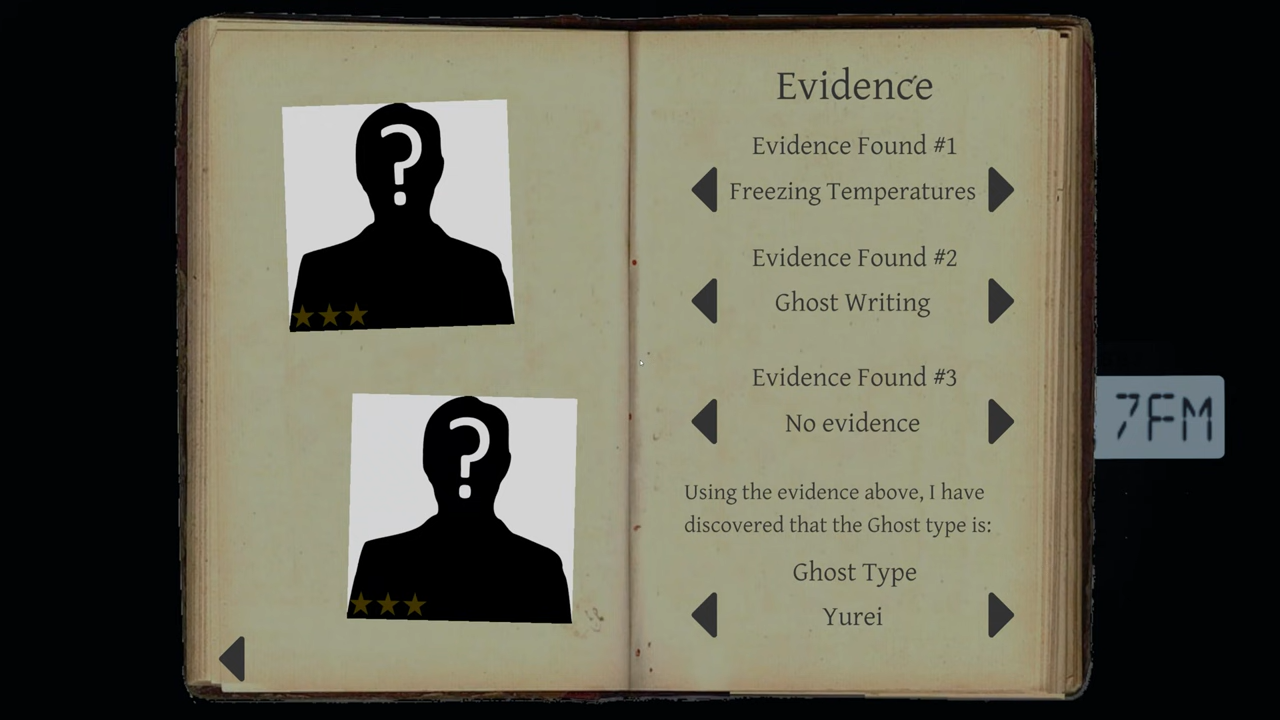 ?
?
Evidence
Evidence Found #1
Freezing Temperatures
Evidence Found #2
Ghost Writing
Evidence Found #3
No evidence
Using the evidence above, I have
discovered that the Ghost type is:
Ghost Type
Yurei
7FM